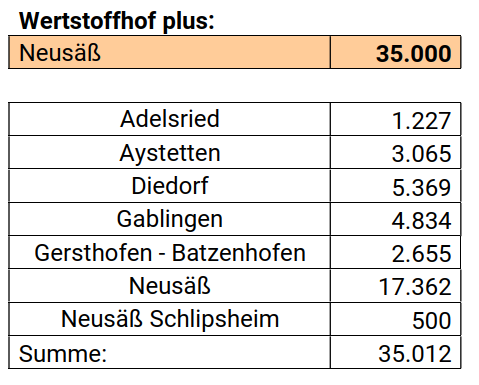 Wertstoffhof plus:
Neusäß 35.000
Adelsried 1.227
Aystetten 3.065
Diedorf 5.369
Gablingen 4.834
Gersthofen - Batzenhofen 2.655
Neusäß 17.362
Neusäß Schlipsheim 500
Summe: 35.012